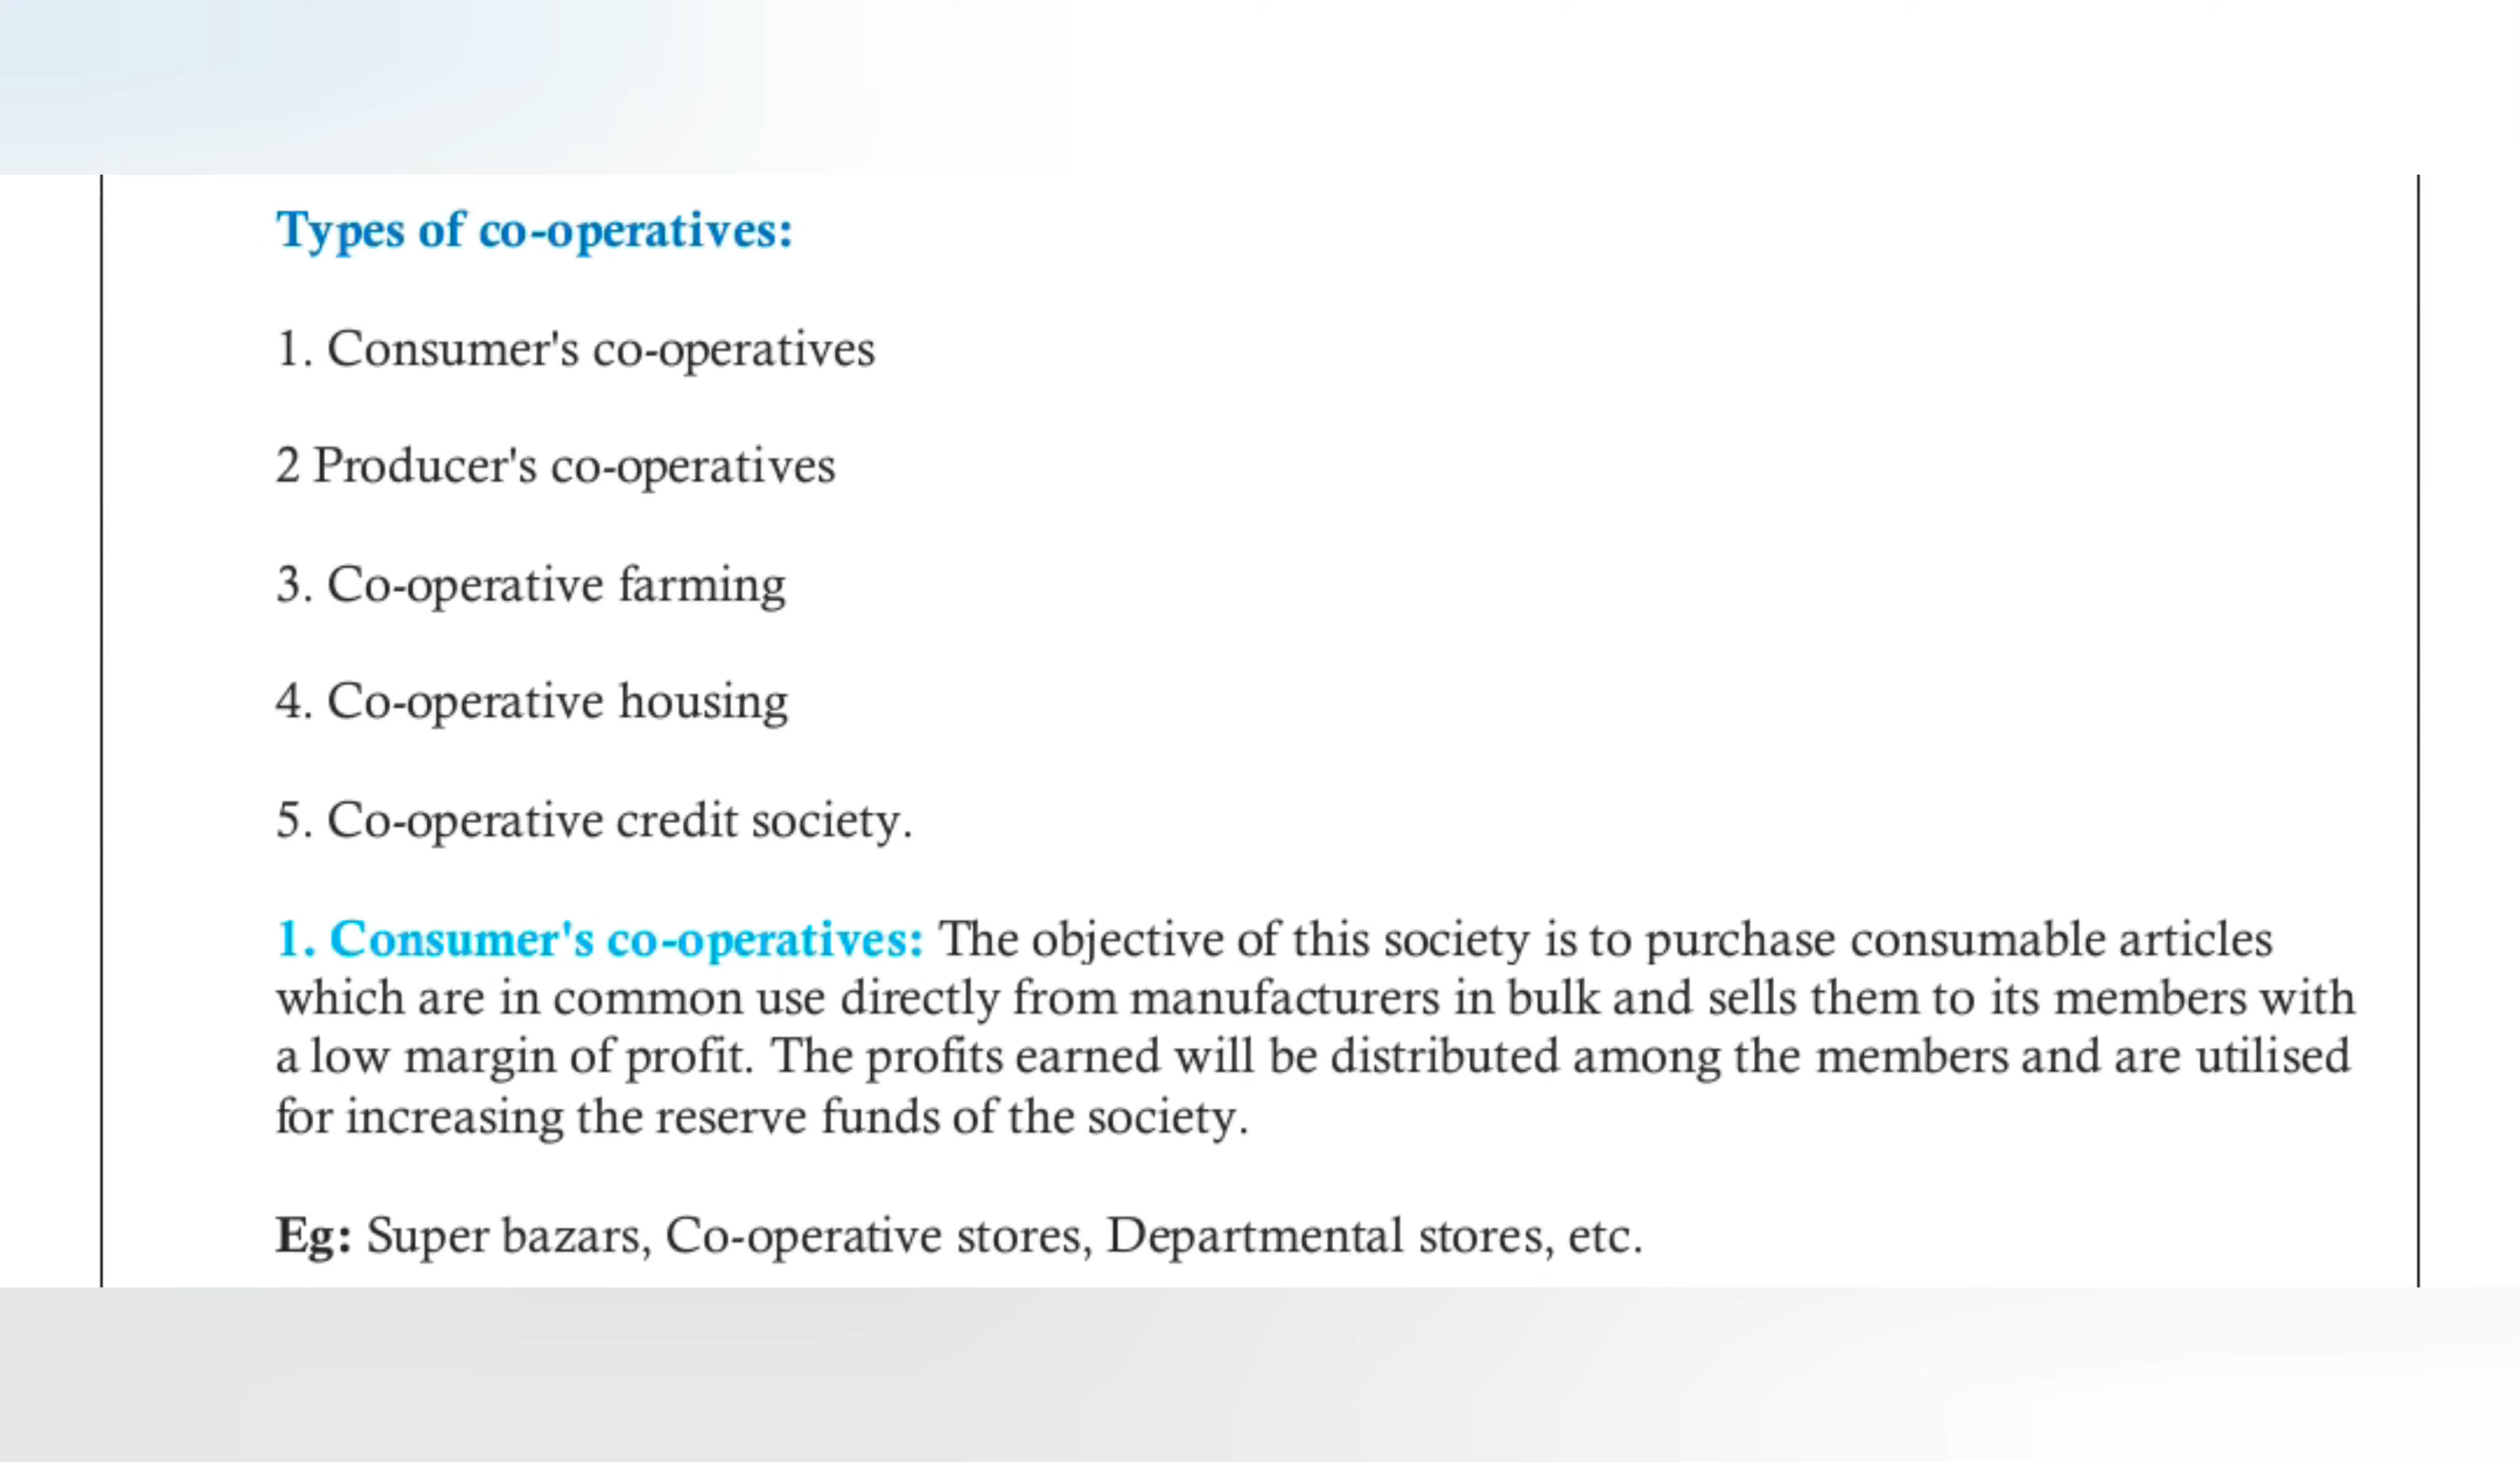 Types of co-operatives:
1. Consumer's co-operatives
2 Producer's co-operatives
3. Co-operative farming
4. Co-operative housing
5. Co-operative credit society.
1. Consumer's co-operatives: The objective of this society is to purchase consumable articles
which are in common use directly from manufacturers in bulk and sells them to its members with
a low margin of profit. The profits earned will be distributed among the members and are utilised
for increasing the reserve funds of the society.
Eg: Super bazars, Co-operative stores, Departmental stores, etc.